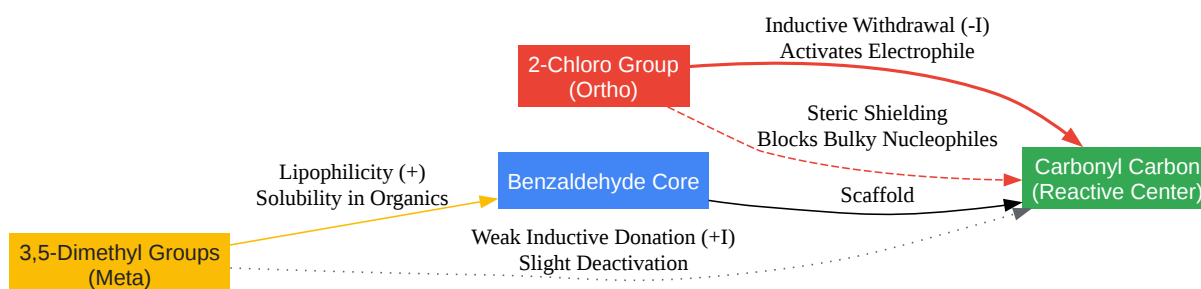 Inductive Withdrawal (-I)
Activates Electrophile
2-Chloro Group
(Ortho)
Steric Shielding
Blocks Bulky Nucleophiles
Lipophilicity (+)
Solubility in Organics
Benzaldehyde Core
Scaffold
Carbonyl Carbon
(Reactive Center)
3,5-Dimethyl Groups
(Meta)
Weak Inductive Donation (+I)
Slight Deactivation